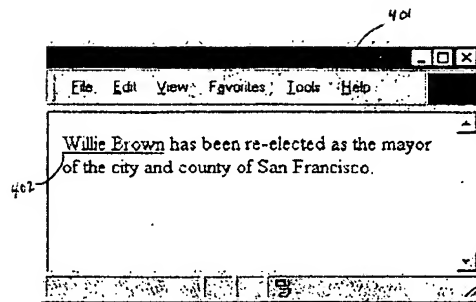 401
File Edit View Favorites Tools Help
Willie Brown has been re-elected as the mayor
of the city and county of San Francisco.
402